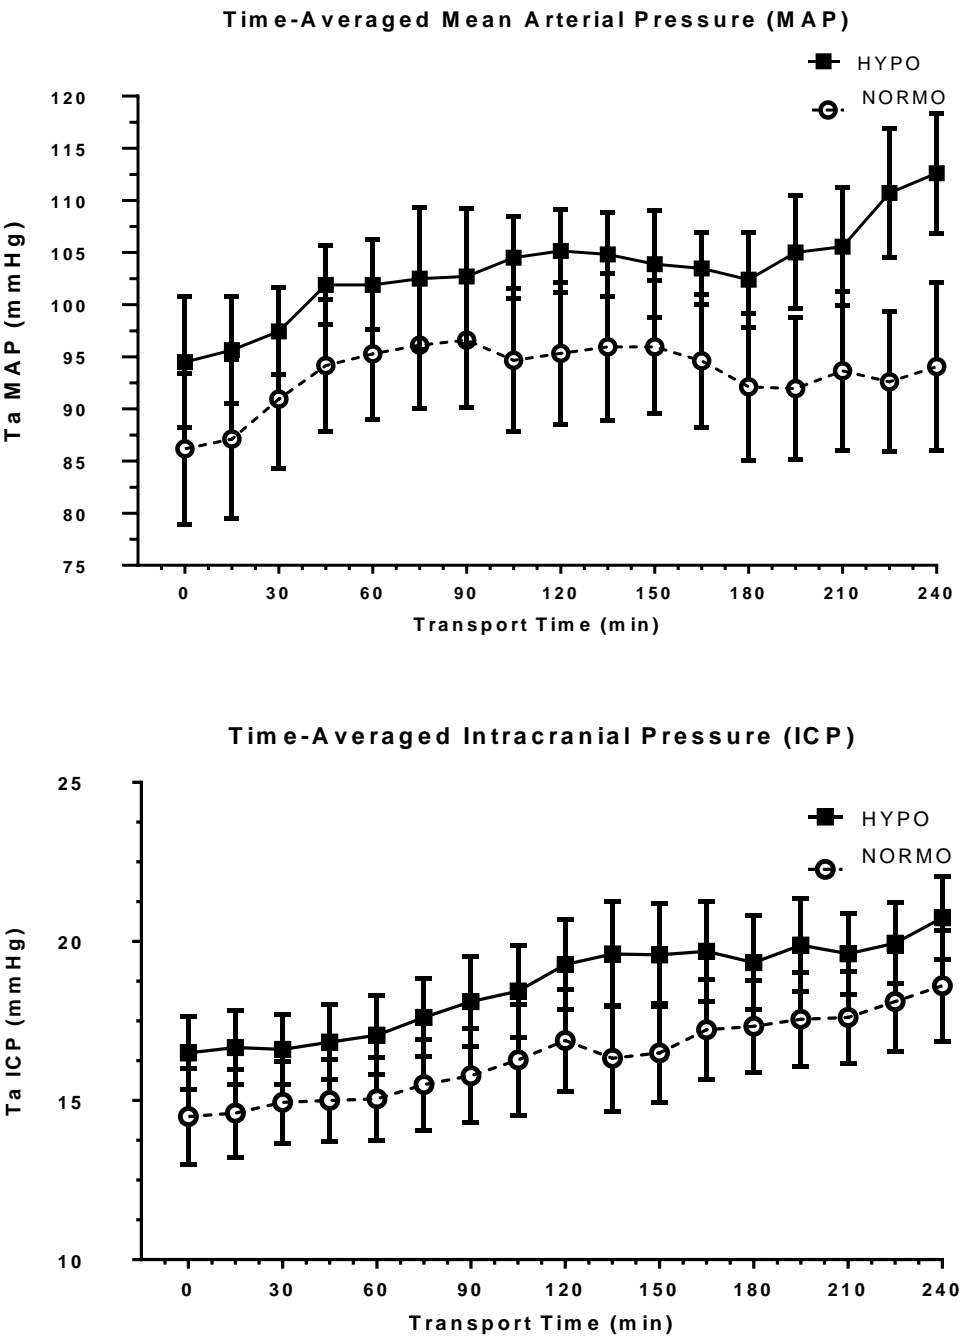 Time-Averaged Mean Arterial Pressure (MAP)
HYPO
NORMO
120
115
110
105
100
95
90
85
80
75
Ta MAP (mmHg)
0 30 60 90 120 150 180 210 240
Transport Time (min)
Time-Averaged Intracranial Pressure (ICP)
HYPO
NORMO
25
20
15
10
Ta ICP (mmHg)
0 30 60 90 120 150 180 210 240
Transport Time (min)